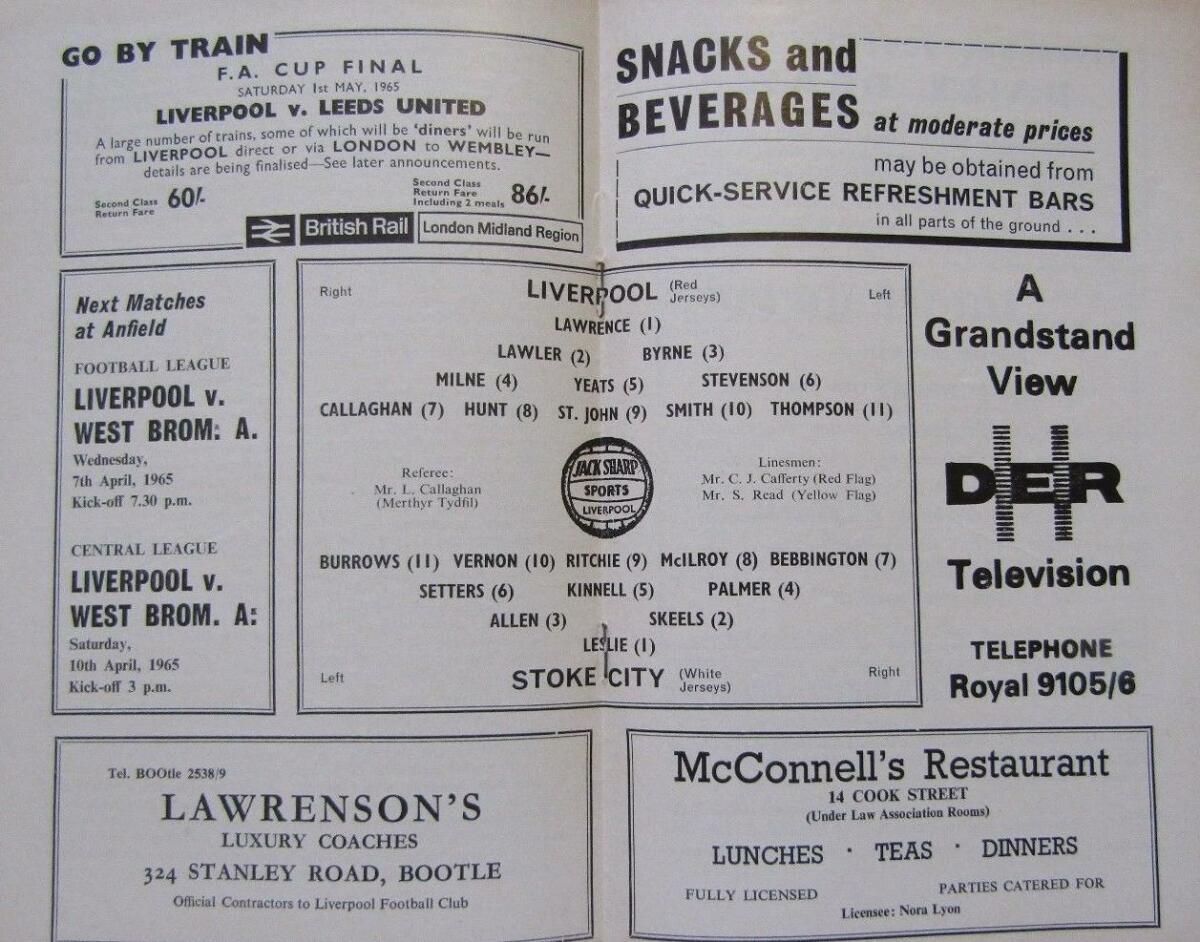 GO BY TRAIN
F.A. CUP FINAL
SATURDAY 1ST MAY, 1965
LIVERPOOL v. LEEDS UNITED
A large number of trains, some of which will be 'diners' will be run
from LIVERPOOL direct or via LONDON to WEMBLEY—
details are being finalised—See later announcements.
Second Class
Return Fare
60/-
Second Class
Return Fare
Including 2 meals
86/-
British Rail
London Midland Region
SNACKS and
BEVERAGES at moderate prices
may be obtained from
QUICK-SERVICE REFRESHMENT BARS
in all parts of the ground . . .
Next Matches
at Anfield
FOOTBALL LEAGUE
LIVERPOOL v.
WEST BROM: A.
Wednesday,
7th April, 1965
Kick-off 7.30 p.m.
CENTRAL LEAGUE
LIVERPOOL v.
WEST BROM. A:
Saturday,
10th April, 1965
Kick-off 3 p.m.
Right LIVERPOOL (Red Jerseys) Left
LAWRENCE (1)
LAWLER (2) BYRNE (3)
MILNE (4) YEATS (5) STEVENSON (6)
CALLAGHAN (7) HUNT (8) ST. JOHN (9) SMITH (10) THOMPSON (11)
Referee:
Mr. L. Callaghan
(Merthyr Tydfil)
JACK SHARP
SPORTS
LIVERPOOL
Linesmen:
Mr. C. J. Cafferty (Red Flag)
Mr. S. Read (Yellow Flag)
BURROWS (11) VERNON (10) RITCHIE (9) McILROY (8) BEBBINGTON (7)
SETTERS (6) KINNELL (5) PALMER (4)
ALLEN (3) SKEELS (2)
LESLIE (1)
Left STOKE CITY (White Jerseys) Right
A
Grandstand
View
DER
Television
TELEPHONE
Royal 9105/6
Tel. BOOtle 2538/9
LAWRENSON'S
LUXURY COACHES
324 STANLEY ROAD, BOOTLE
Official Contractors to Liverpool Football Club
McConnell's Restaurant
14 COOK STREET
(Under Law Association Rooms)
LUNCHES · TEAS · DINNERS
FULLY LICENSED PARTIES CATERED FOR
Licensee: Nora Lyon